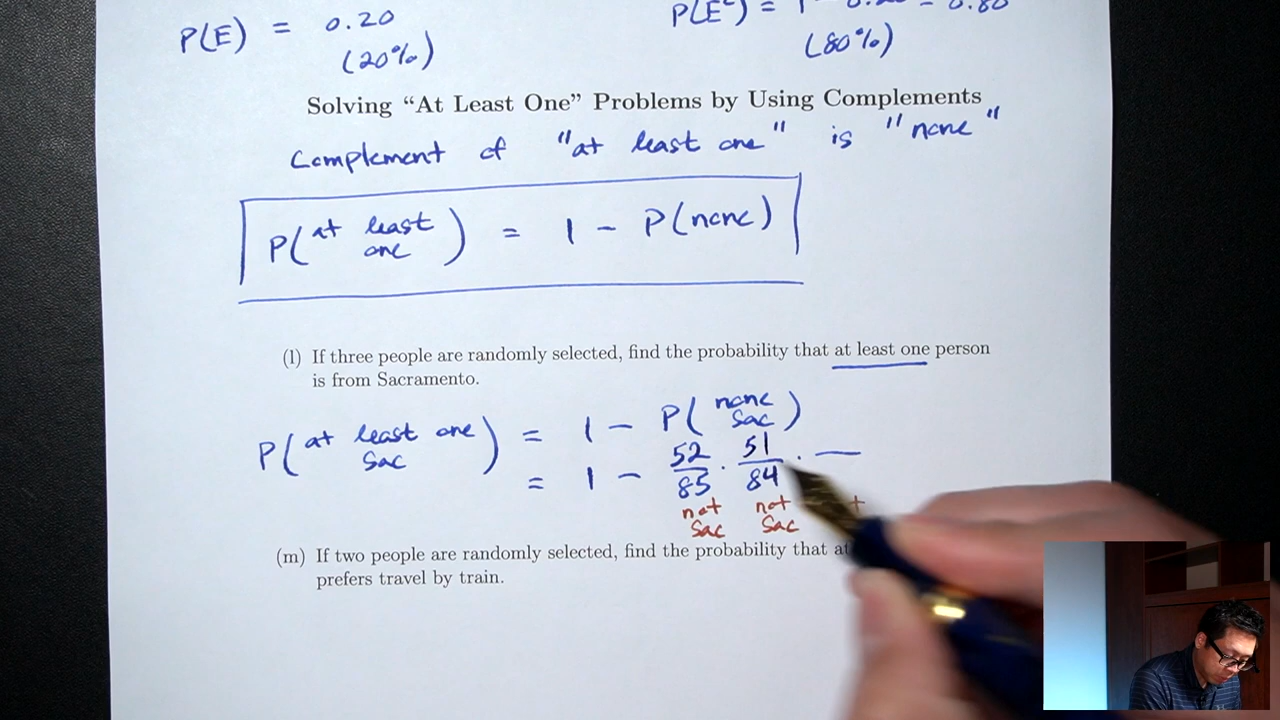 P(E) = 0.20
(20%)
P(Eᶜ) = 1 - 0.20 = 0.80
(80%)
Solving “At Least One” Problems by Using Complements
Complement of "at least one" is "none"
P(at least one) = 1 - P(none)
(l) If three people are randomly selected, find the probability that at least one person
is from Sacramento.
P(at least one Sac) = 1 - P(none Sac)
= 1 - 52/85 · 51/84 · —
not Sac not Sac
(m) If two people are randomly selected, find the probability that at
prefers travel by train.